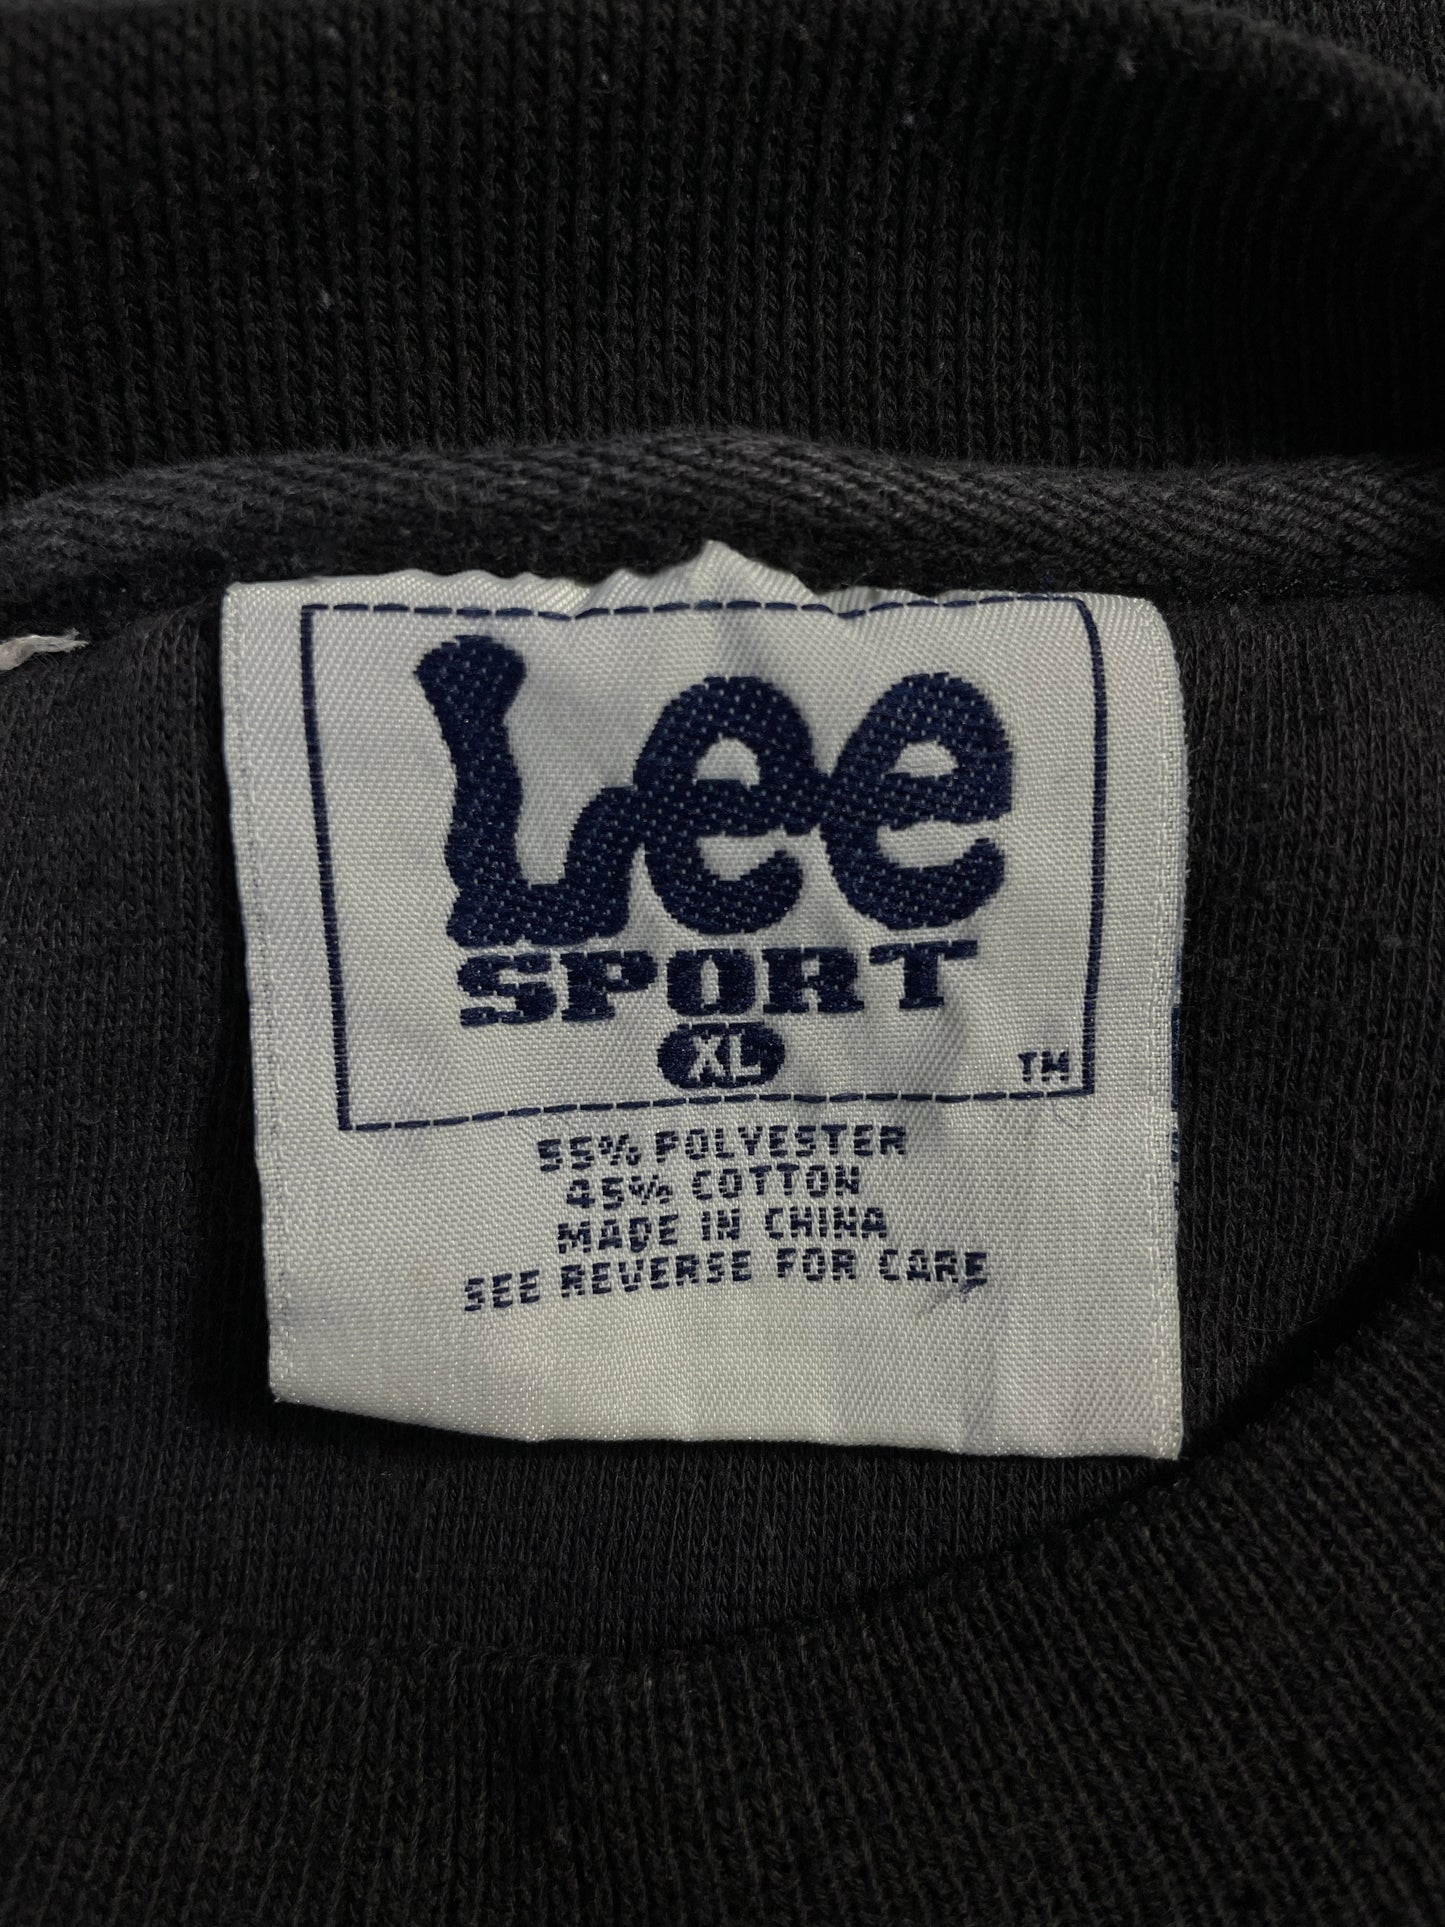 Lee
SPORT
XL
TM
55% POLYESTER
45% COTTON
MADE IN CHINA
SEE REVERSE FOR CARE